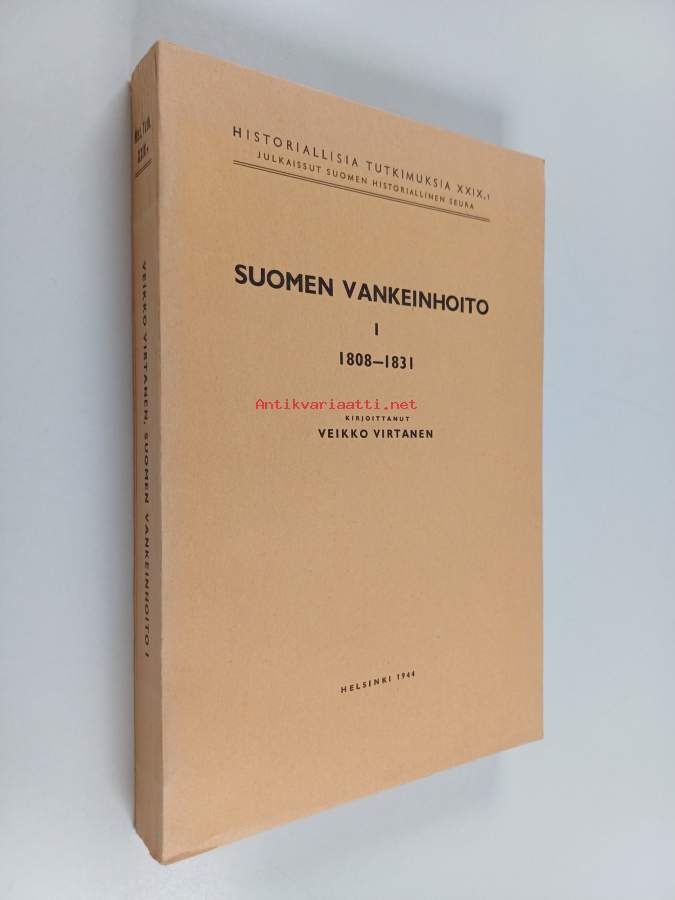 HISTORIALLISIA TUTKIMUKSIA XXIX,1
JULKAISSUT SUOMEN HISTORIALLINEN SEURA
SUOMEN VANKEINHOITO
I
1808—1831
Antikvariaatti.net
KIRJOITTANUT
VEIKKO VIRTANEN
HELSINKI 1944
VEIKKO VIRTANEN, SUOMEN VANKEINHOITO I